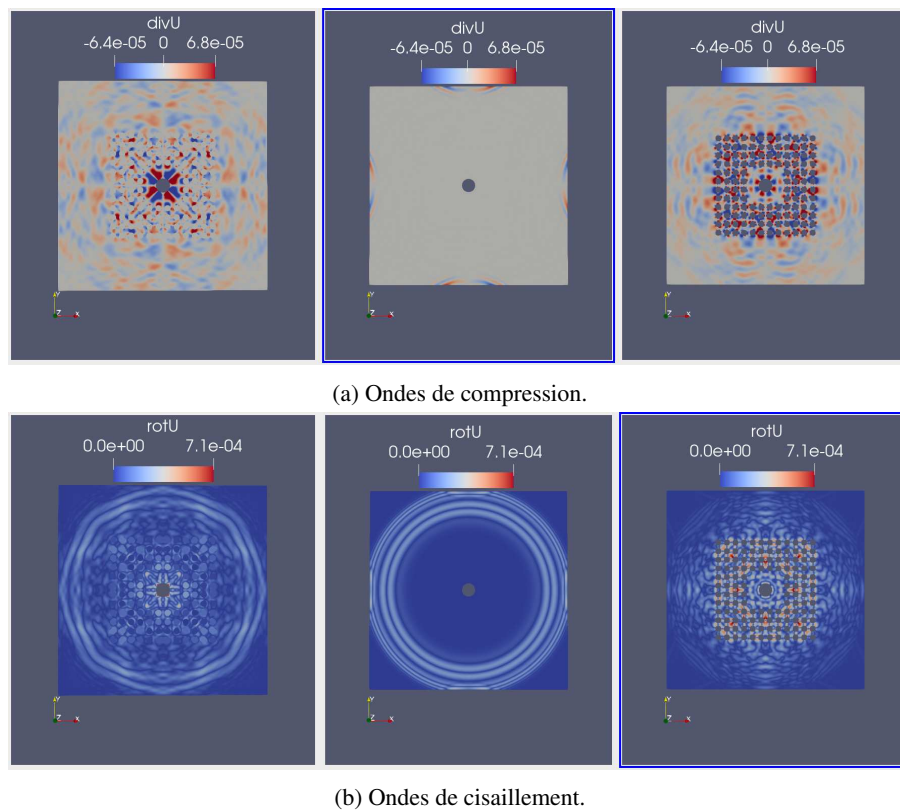 divU divU divU
-6.4e-05 0 6.8e-05 -6.4e-05 0 6.8e-05 -6.4e-05 0 6.8e-05
Y Y Y
Z X Z X Z X
(a) Ondes de compression.
rotU rotU rotU
0.0e+00 7.1e-04 0.0e+00 7.1e-04 0.0e+00 7.1e-04
Y Y Y
Z X Z X Z X
(b) Ondes de cisaillement.